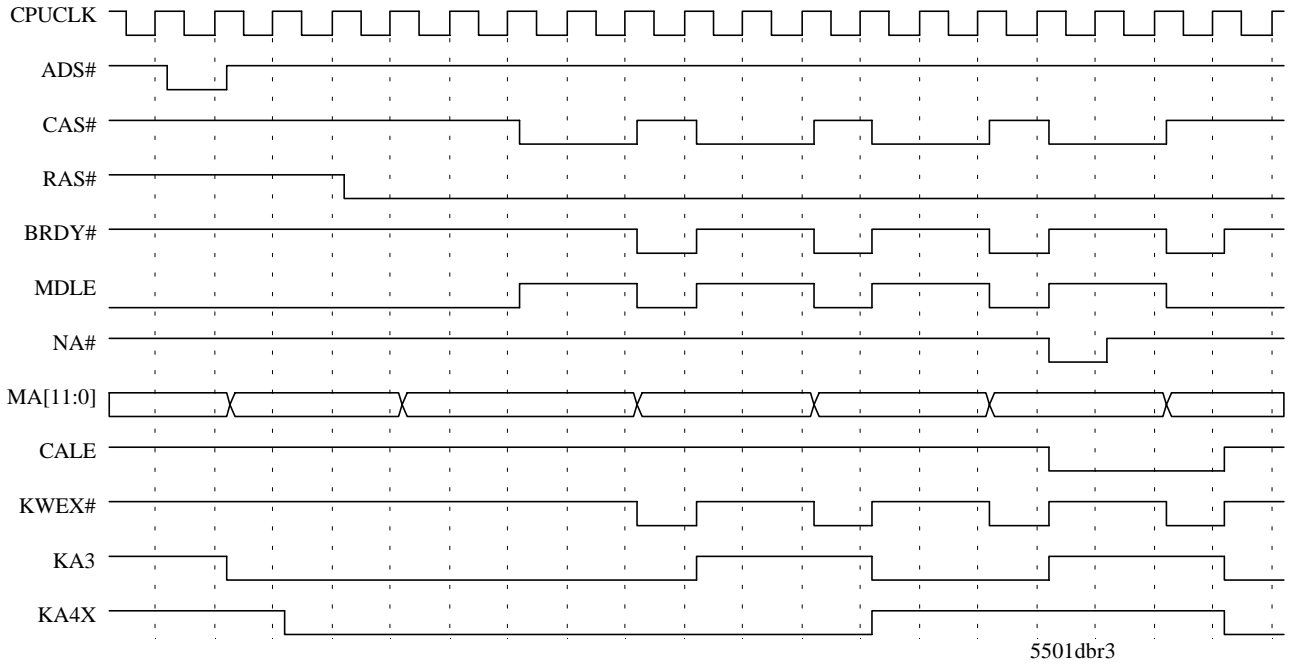 CPUCLK
ADS#
CAS#
RAS#
BRDY#
MDLE
NA#
MA[11:0]
CALE
KWEX#
KA3
KA4X
5501dbr3